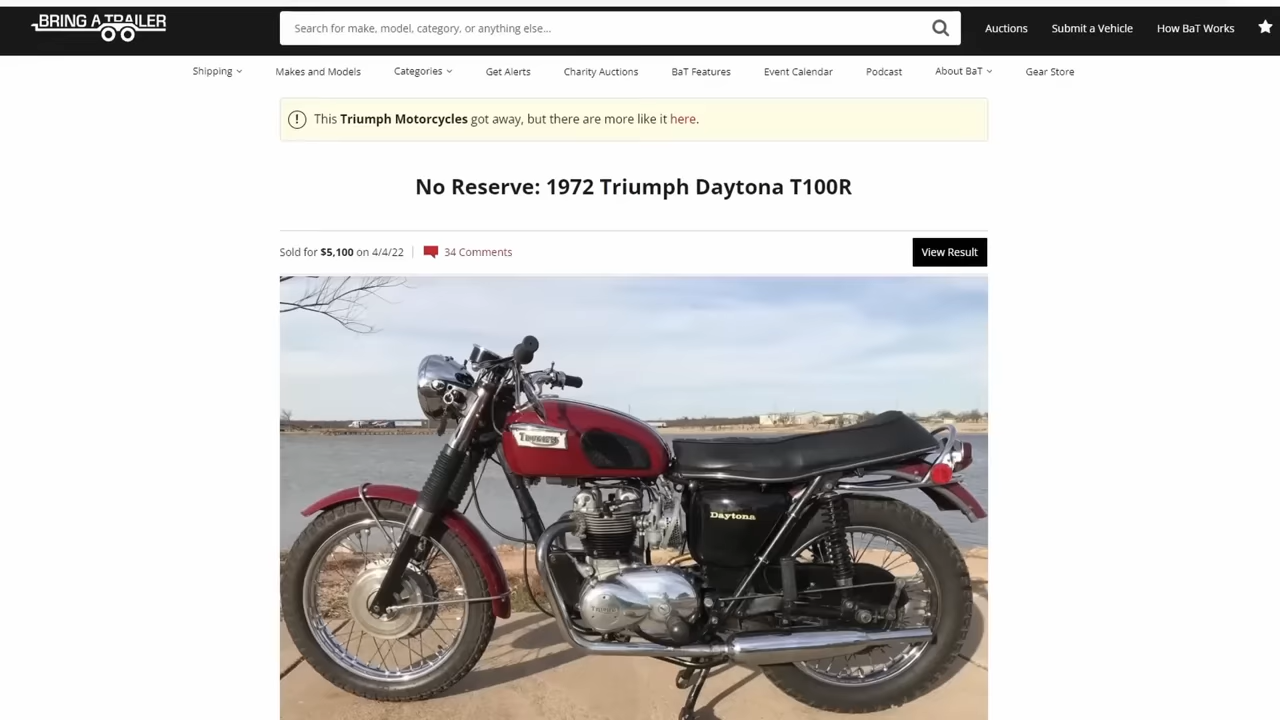 BRING A TRAILER
Search for make, model, category, or anything else...
Auctions
Submit a Vehicle
How BaT Works
Shipping
Makes and Models
Categories
Get Alerts
Charity Auctions
BaT Features
Event Calendar
Podcast
About BaT
Gear Store
This Triumph Motorcycles got away, but there are more like it here.
No Reserve: 1972 Triumph Daytona T100R
Sold for $5,100 on 4/4/22
34 Comments
View Result
TRIUMPH
Daytona
TRIUMPH